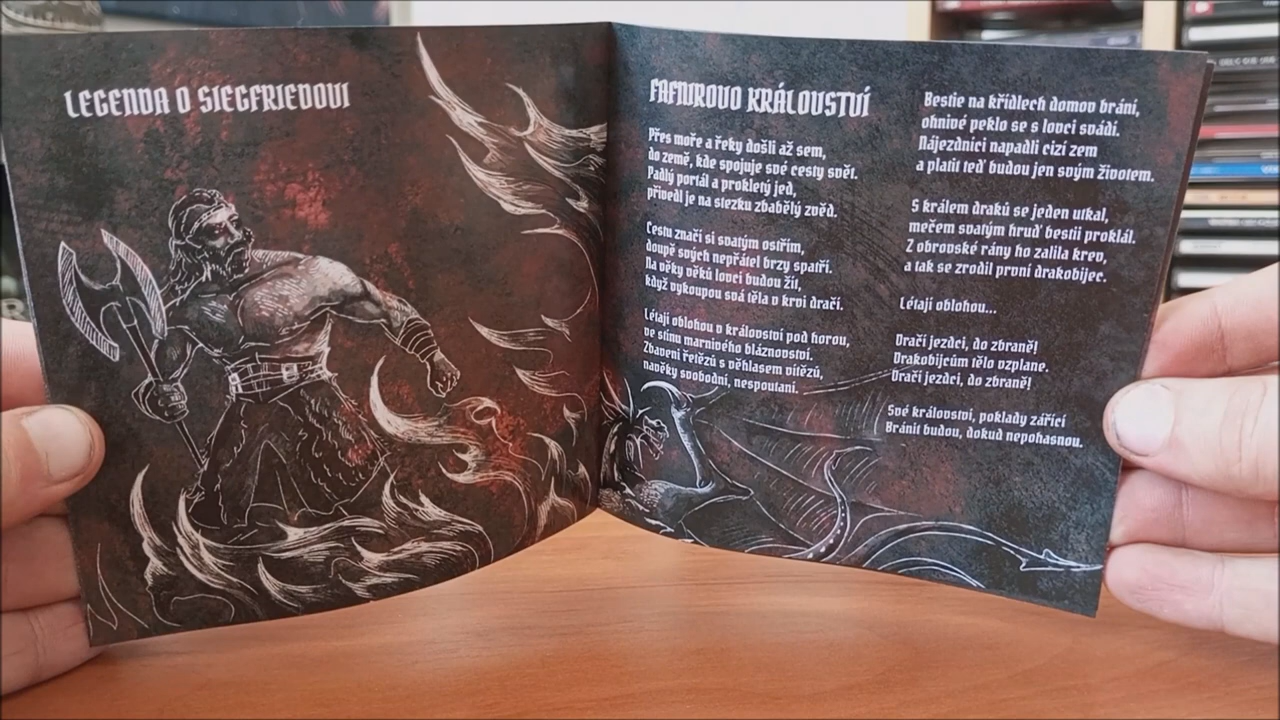 LEGENDA O SIEGFRIEDOVI
FAFNIROVO KRÁLOVSTVÍ
Přes moře a řeky došli až sem,
do země, kde spojuje své cesty svět.
Padlý portál a prokletý jed,
přivedl je na stezku zbabělý zvěd.
Cestu značí si svatým ostřím,
doupě svých nepřátel brzy spatří.
Na věky věků lovci budou žít,
když vykoupou svá těla v krvi dračí.
Létají oblohou v království pod horou,
ve stínu marnivého bláznovství.
Zbaveni řetězů s věhlasem vítězů,
navěky svobodní, nespoutaní.
Bestie na křídlech domov brání,
ohnivé peklo se s lovci svádí.
Nájezdníci napadli cizí zem
a platit teď budou jen svým životem.
S králem draků se jeden utkal,
mečem svatým hruď bestii proklál.
Z obrovské rány ho zalila krev,
a tak se zrodil první drakobijec.
Létají oblohou...
Dračí jezdci, do zbraně!
Drakobijcům tělo vzplane.
Dračí jezdci, do zbraně!
Své království, poklady zářící
Bránit budou, dokud nepohasnou.